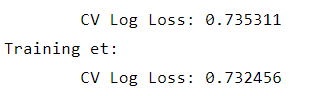 CV Log Loss: 0.735311
Training et:
CV Log Loss: 0.732456